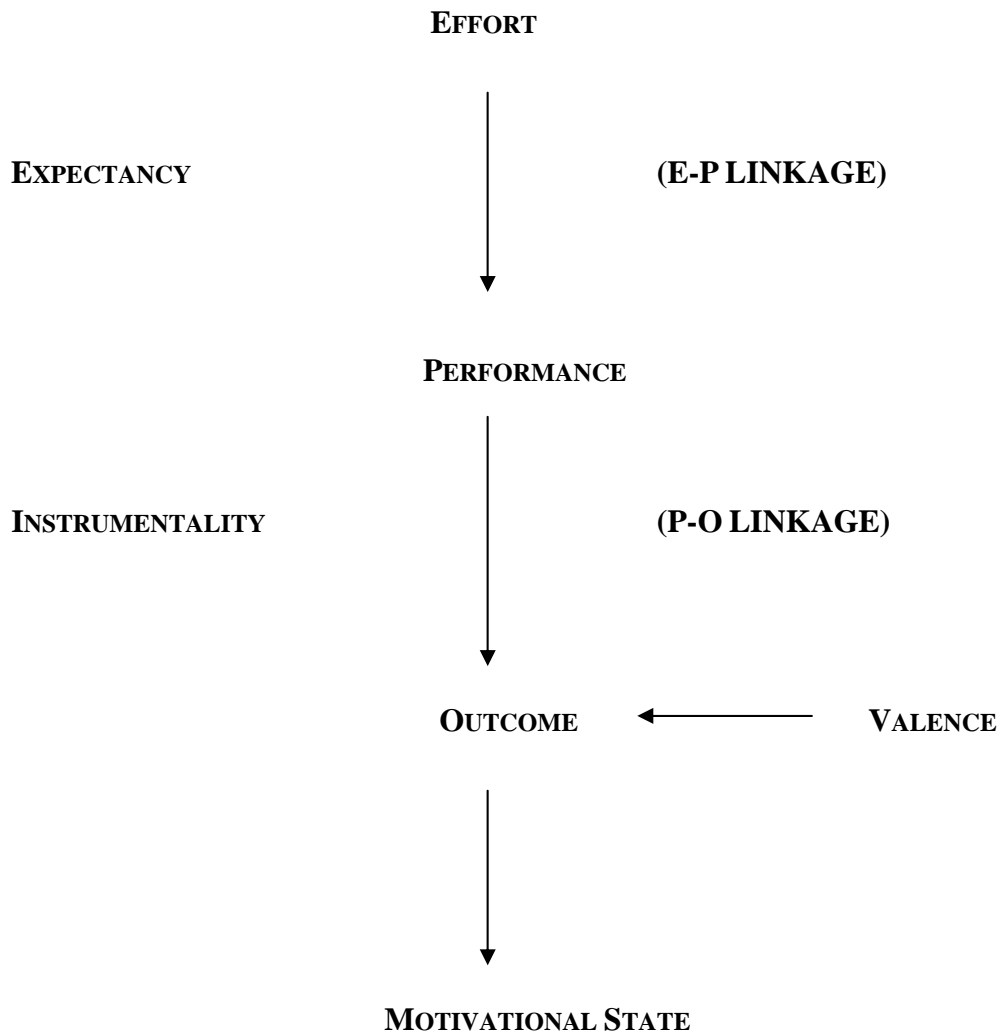 EFFORT
EXPECTANCY (E-P LINKAGE)
PERFORMANCE
INSTRUMENTALITY (P-O LINKAGE)
OUTCOME VALENCE
MOTIVATIONAL STATE